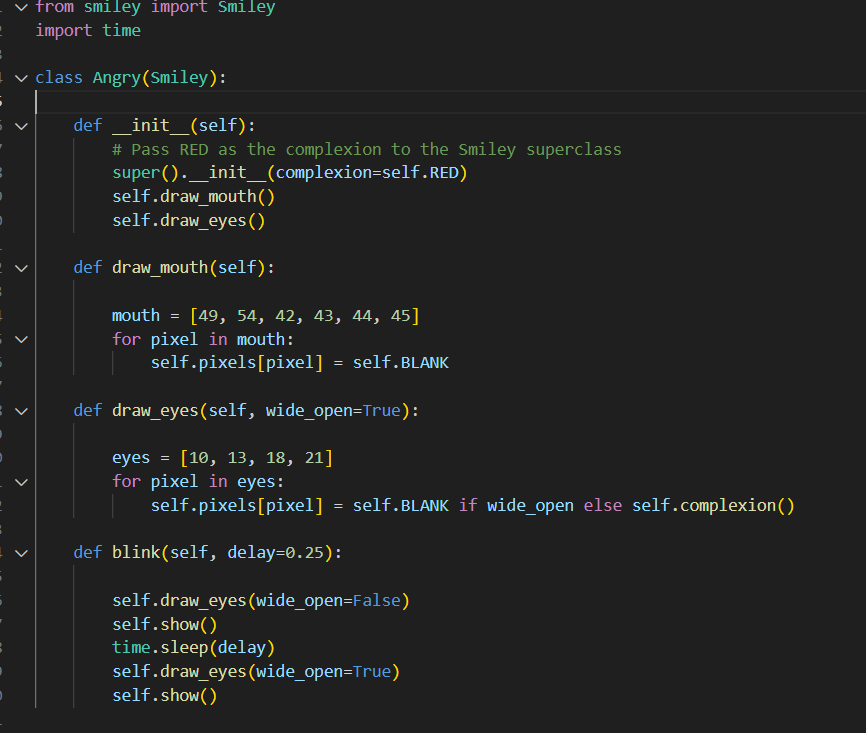 from smiley import Smiley
import time
class Angry(Smiley):
def __init__(self):
# Pass RED as the complexion to the Smiley superclass
super().__init__(complexion=self.RED)
self.draw_mouth()
self.draw_eyes()
def draw_mouth(self):
mouth = [49, 54, 42, 43, 44, 45]
for pixel in mouth:
self.pixels[pixel] = self.BLANK
def draw_eyes(self, wide_open=True):
eyes = [10, 13, 18, 21]
for pixel in eyes:
self.pixels[pixel] = self.BLANK if wide_open else self.complexion()
def blink(self, delay=0.25):
self.draw_eyes(wide_open=False)
self.show()
time.sleep(delay)
self.draw_eyes(wide_open=True)
self.show()